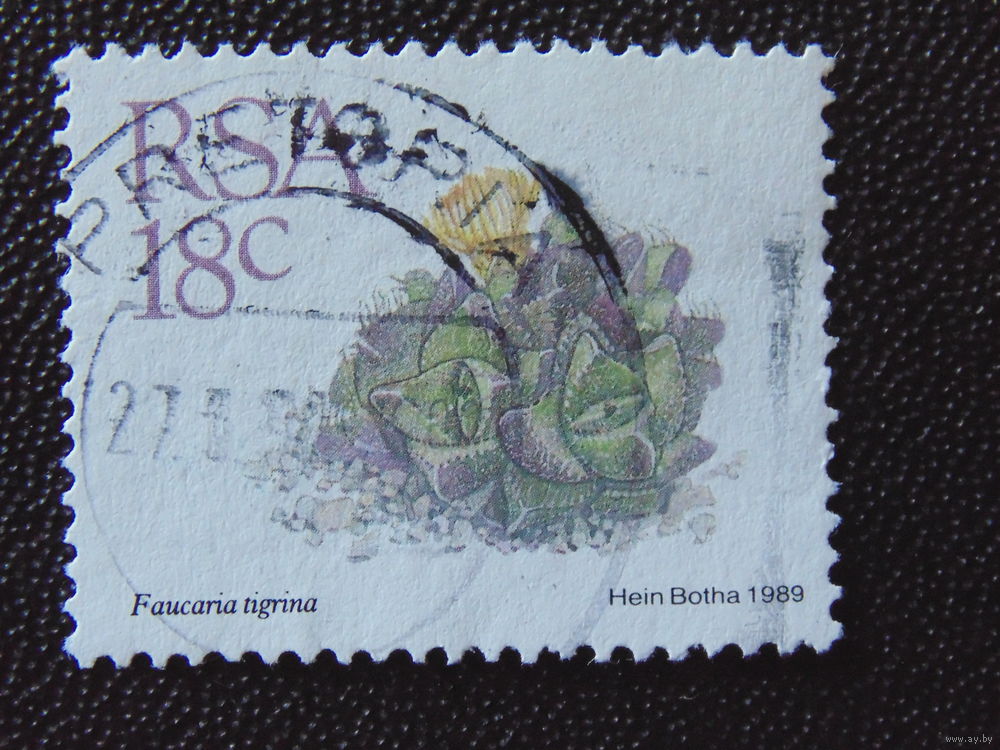 RSA
18c
Faucaria tigrina
Hein Botha 1989
www.ay.by